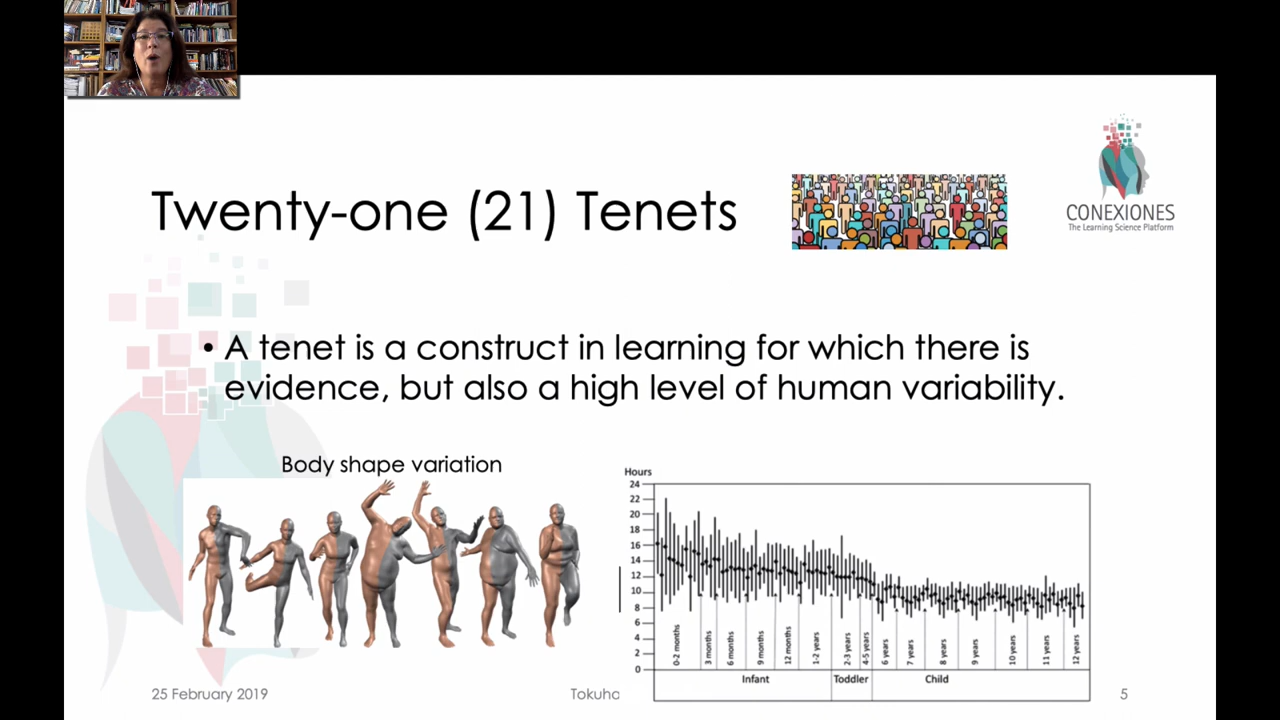 Twenty-one (21) Tenets
CONEXIONES
The Learning Science Platform
• A tenet is a construct in learning for which there is
evidence, but also a high level of human variability.
Body shape variation
Hours
24
22
20
18
16
14
12
10
8
6
4
2
0
0-2 months
3 months
6 months
9 months
12 months
1-2 years
2-3 years
4-5 years
6 years
7 years
8 years
9 years
10 years
11 years
12 years
Infant
Toddler
Child
25 February 2019
Tokuha
5